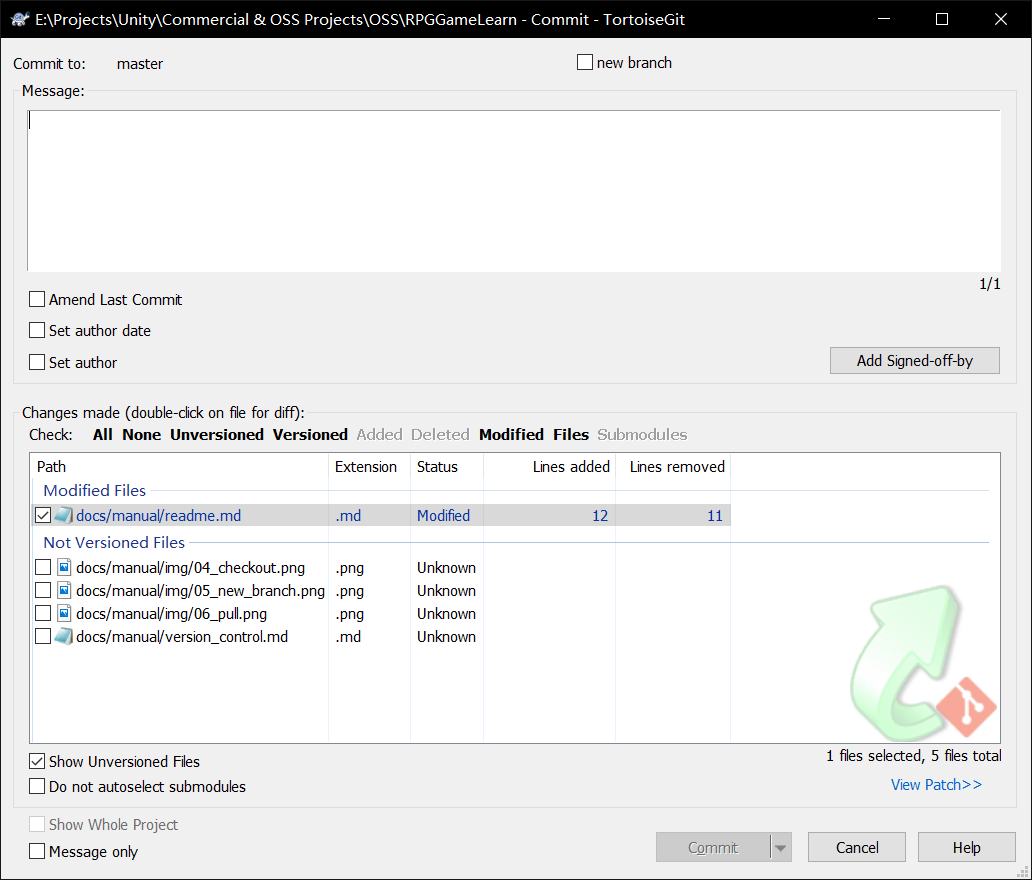 E:\Projects\Unity\Commercial & OSS Projects\OSS\RPGGameLearn - Commit - TortoiseGit
Commit to: master new branch
Message:
1/1
Amend Last Commit
Set author date
Set author Add Signed-off-by
Changes made (double-click on file for diff):
Check: All None Unversioned Versioned Added Deleted Modified Files Submodules
Path Extension Status Lines added Lines removed
Modified Files
docs/manual/readme.md .md Modified 12 11
Not Versioned Files
docs/manual/img/04_checkout.png .png Unknown
docs/manual/img/05_new_branch.png .png Unknown
docs/manual/img/06_pull.png .png Unknown
docs/manual/version_control.md .md Unknown
Show Unversioned Files 1 files selected, 5 files total
Do not autoselect submodules View Patch>>
Show Whole Project
Message only Commit Cancel Help